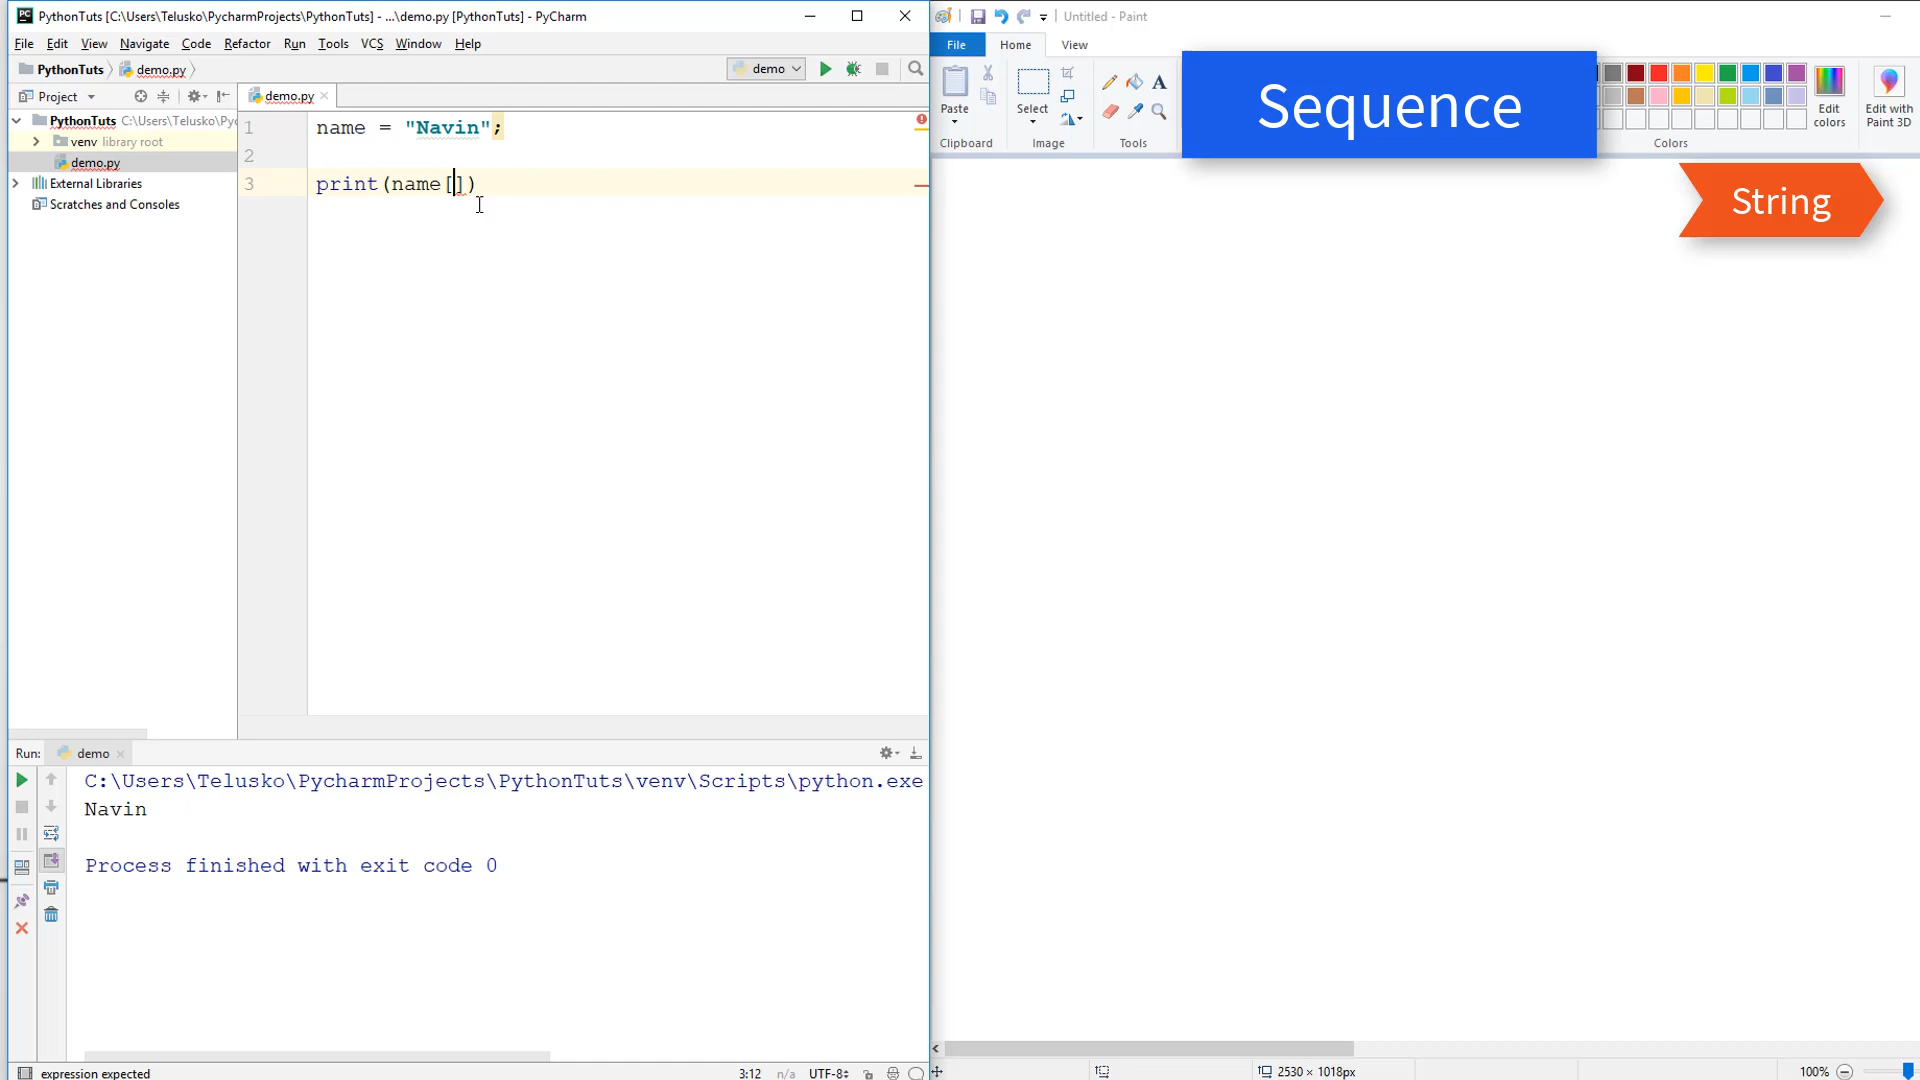 PythonTuts [C:\Users\Telusko\PycharmProjects\PythonTuts] - ...\demo.py [PythonTuts] - PyCharm
File Edit View Navigate Code Refactor Run Tools VCS Window Help
PythonTuts demo.py
demo
Project
demo.py
PythonTuts C:\Users\Telusko\Pyc
venv library root
demo.py
External Libraries
Scratches and Consoles
1 name = "Navin";
2
3 print(name[])
Run: demo
C:\Users\Telusko\PycharmProjects\PythonTuts\venv\Scripts\python.exe
Navin
Process finished with exit code 0
expression expected
3:12 n/a UTF-8
Untitled - Paint
File Home View
Paste
Select
Edit colors
Edit with Paint 3D
Clipboard Image Tools Colors
Sequence
String
2530 × 1018px
100%